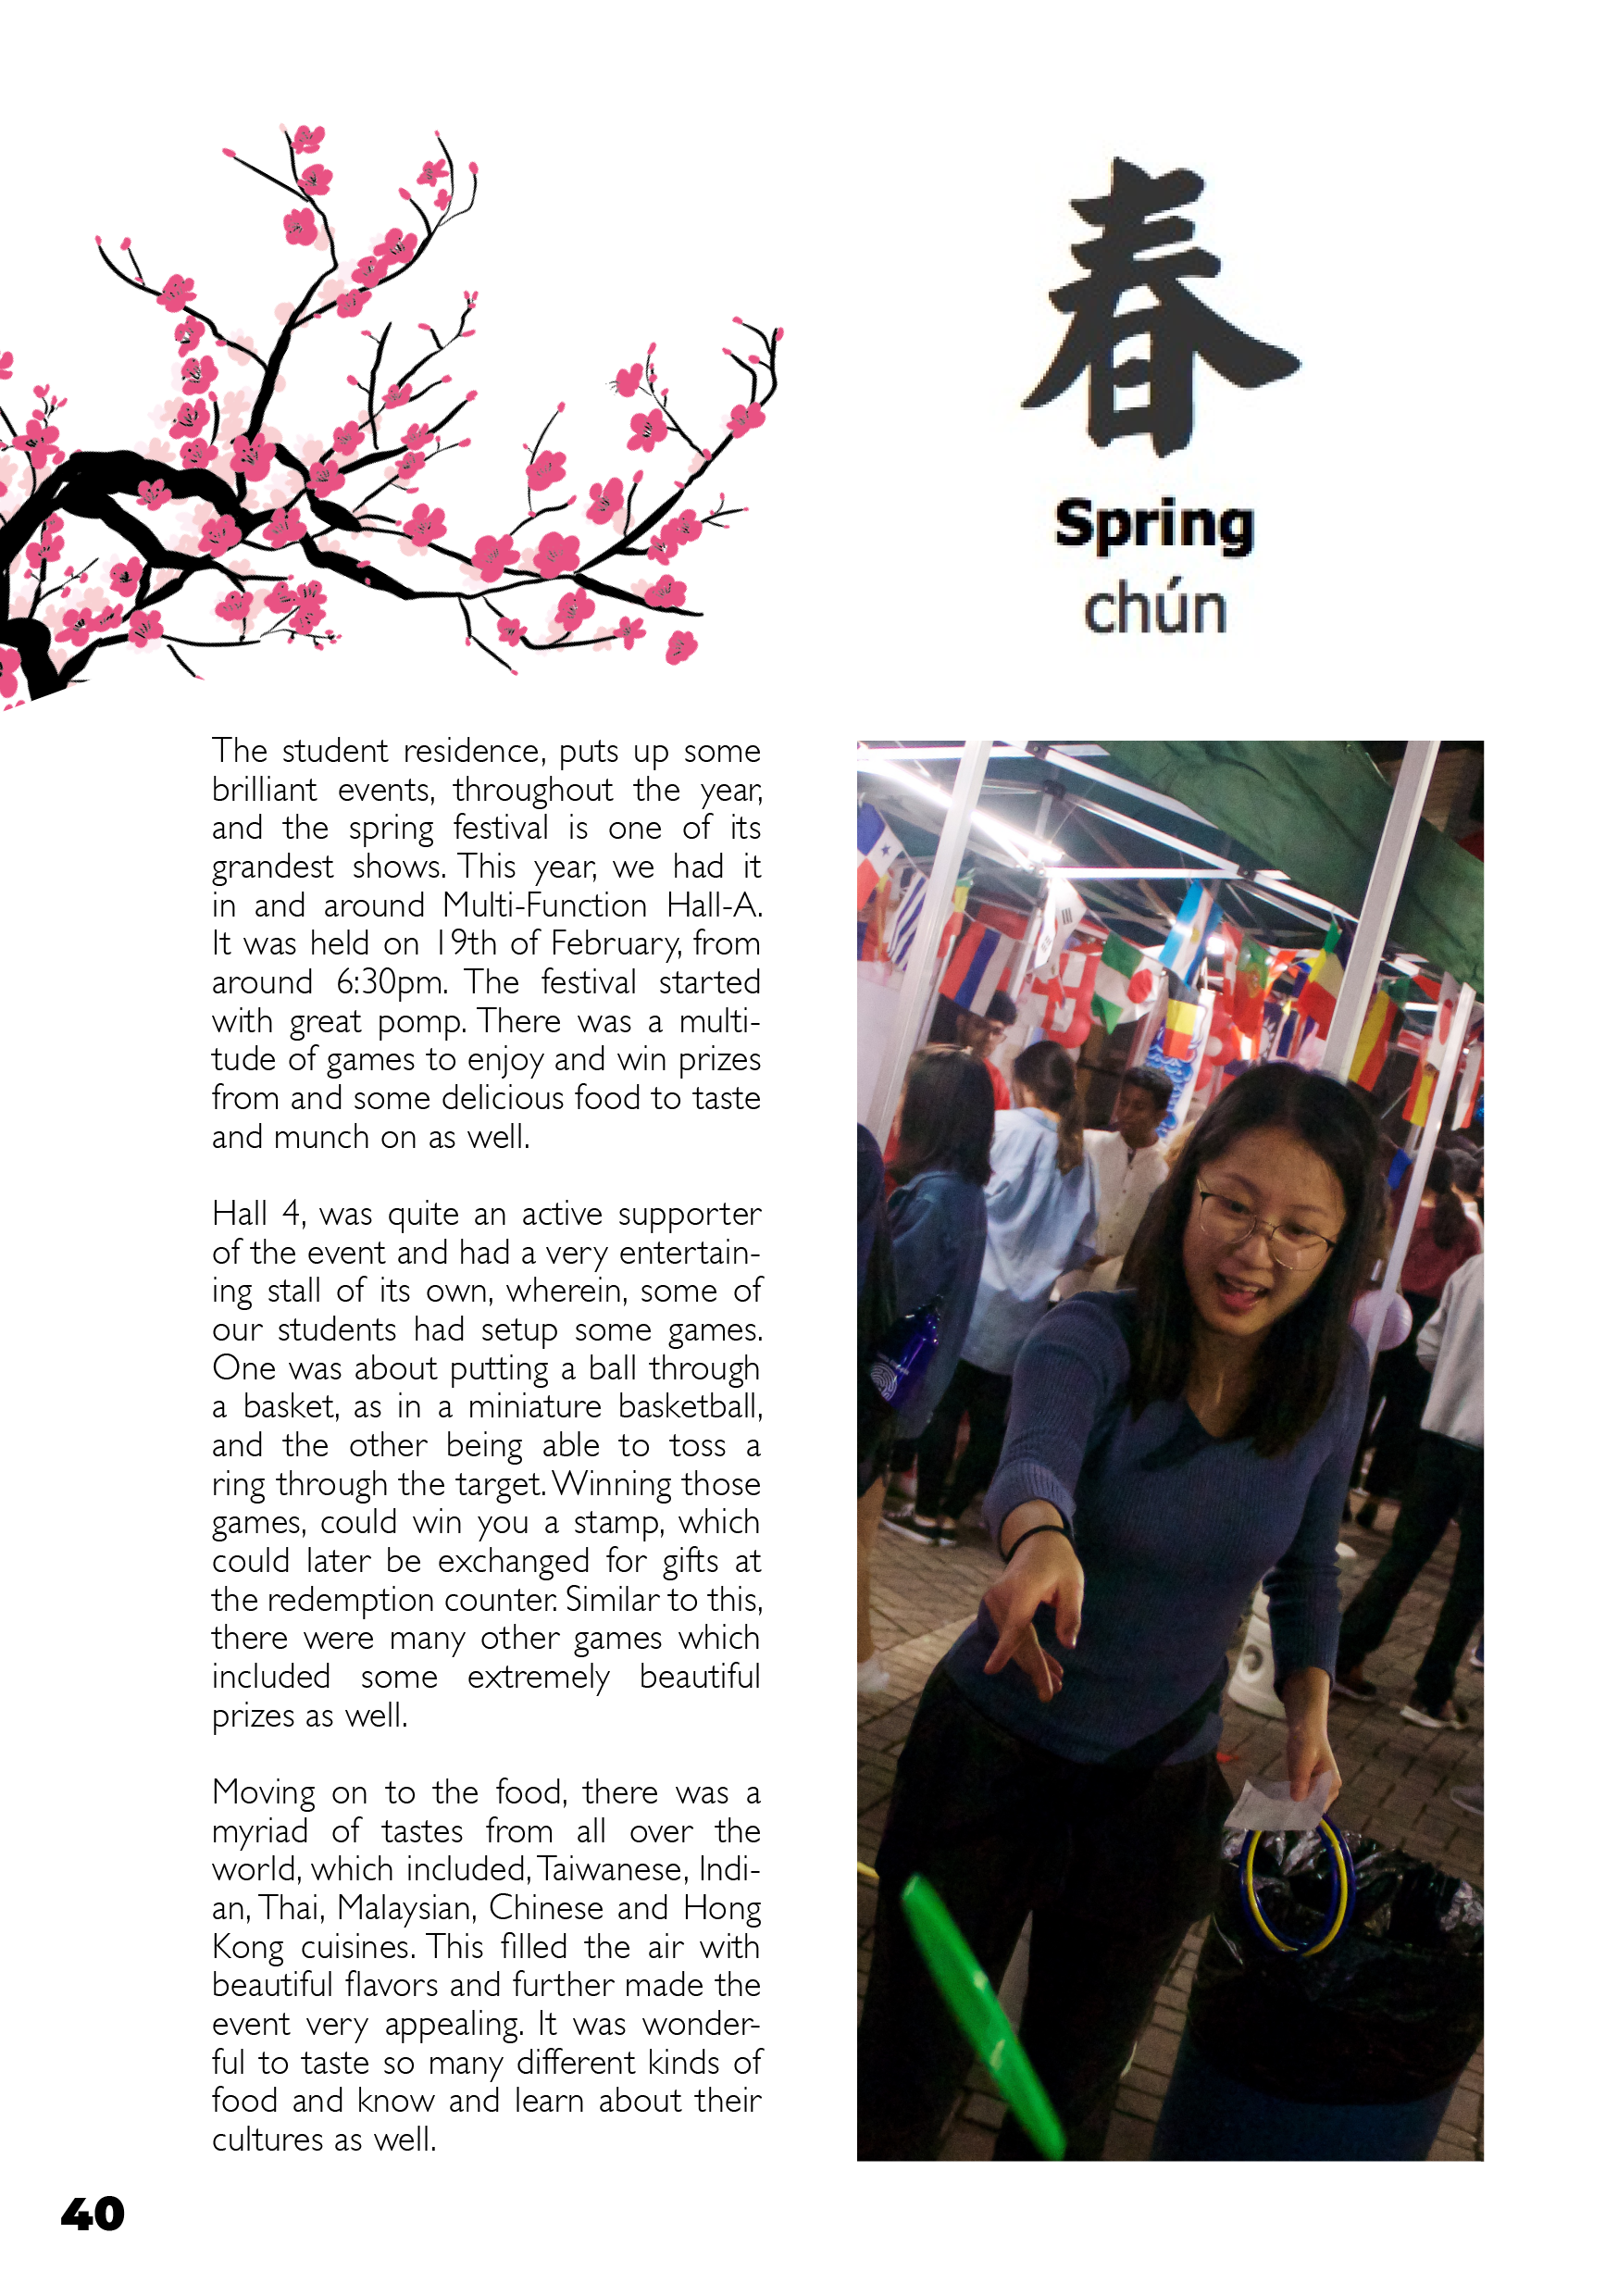 春
Spring
chún
The student residence, puts up some
brilliant events, throughout the year,
and the spring festival is one of its
grandest shows. This year, we had it
in and around Multi-Function Hall-A.
It was held on 19th of February, from
around 6:30pm. The festival started
with great pomp. There was a multi-
tude of games to enjoy and win prizes
from and some delicious food to taste
and munch on as well.
Hall 4, was quite an active supporter
of the event and had a very entertain-
ing stall of its own, wherein, some of
our students had setup some games.
One was about putting a ball through
a basket, as in a miniature basketball,
and the other being able to toss a
ring through the target. Winning those
games, could win you a stamp, which
could later be exchanged for gifts at
the redemption counter. Similar to this,
there were many other games which
included some extremely beautiful
prizes as well.
Moving on to the food, there was a
myriad of tastes from all over the
world, which included, Taiwanese, Indi-
an, Thai, Malaysian, Chinese and Hong
Kong cuisines. This filled the air with
beautiful flavors and further made the
event very appealing. It was wonder-
ful to taste so many different kinds of
food and know and learn about their
cultures as well.
40